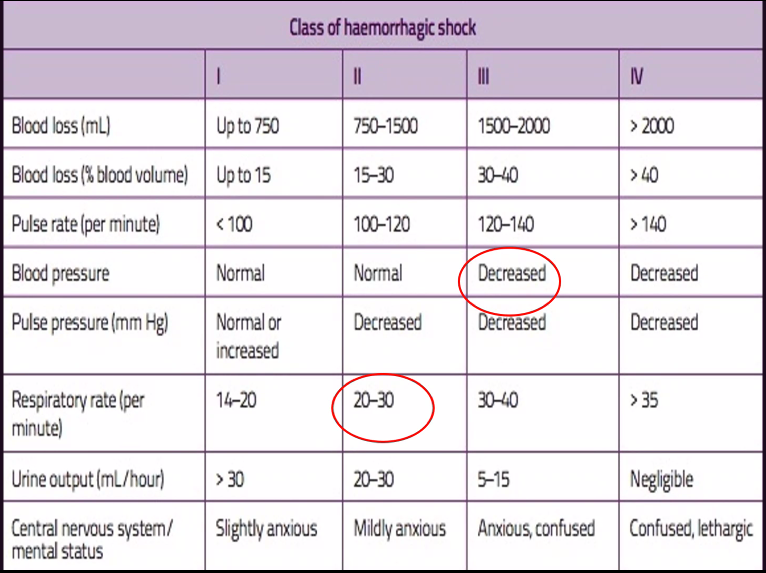 Class of haemorrhagic shock
I II III IV
Blood loss (mL) Up to 750 750–1500 1500–2000 > 2000
Blood loss (% blood volume) Up to 15 15–30 30–40 > 40
Pulse rate (per minute) < 100 100–120 120–140 > 140
Blood pressure Normal Normal Decreased Decreased
Pulse pressure (mm Hg) Normal or Decreased Decreased Decreased
increased
Respiratory rate (per 14–20 20–30 30–40 > 35
minute)
Urine output (mL/hour) > 30 20–30 5–15 Negligible
Central nervous system/ Slightly anxious Mildly anxious Anxious, confused Confused, lethargic
mental status